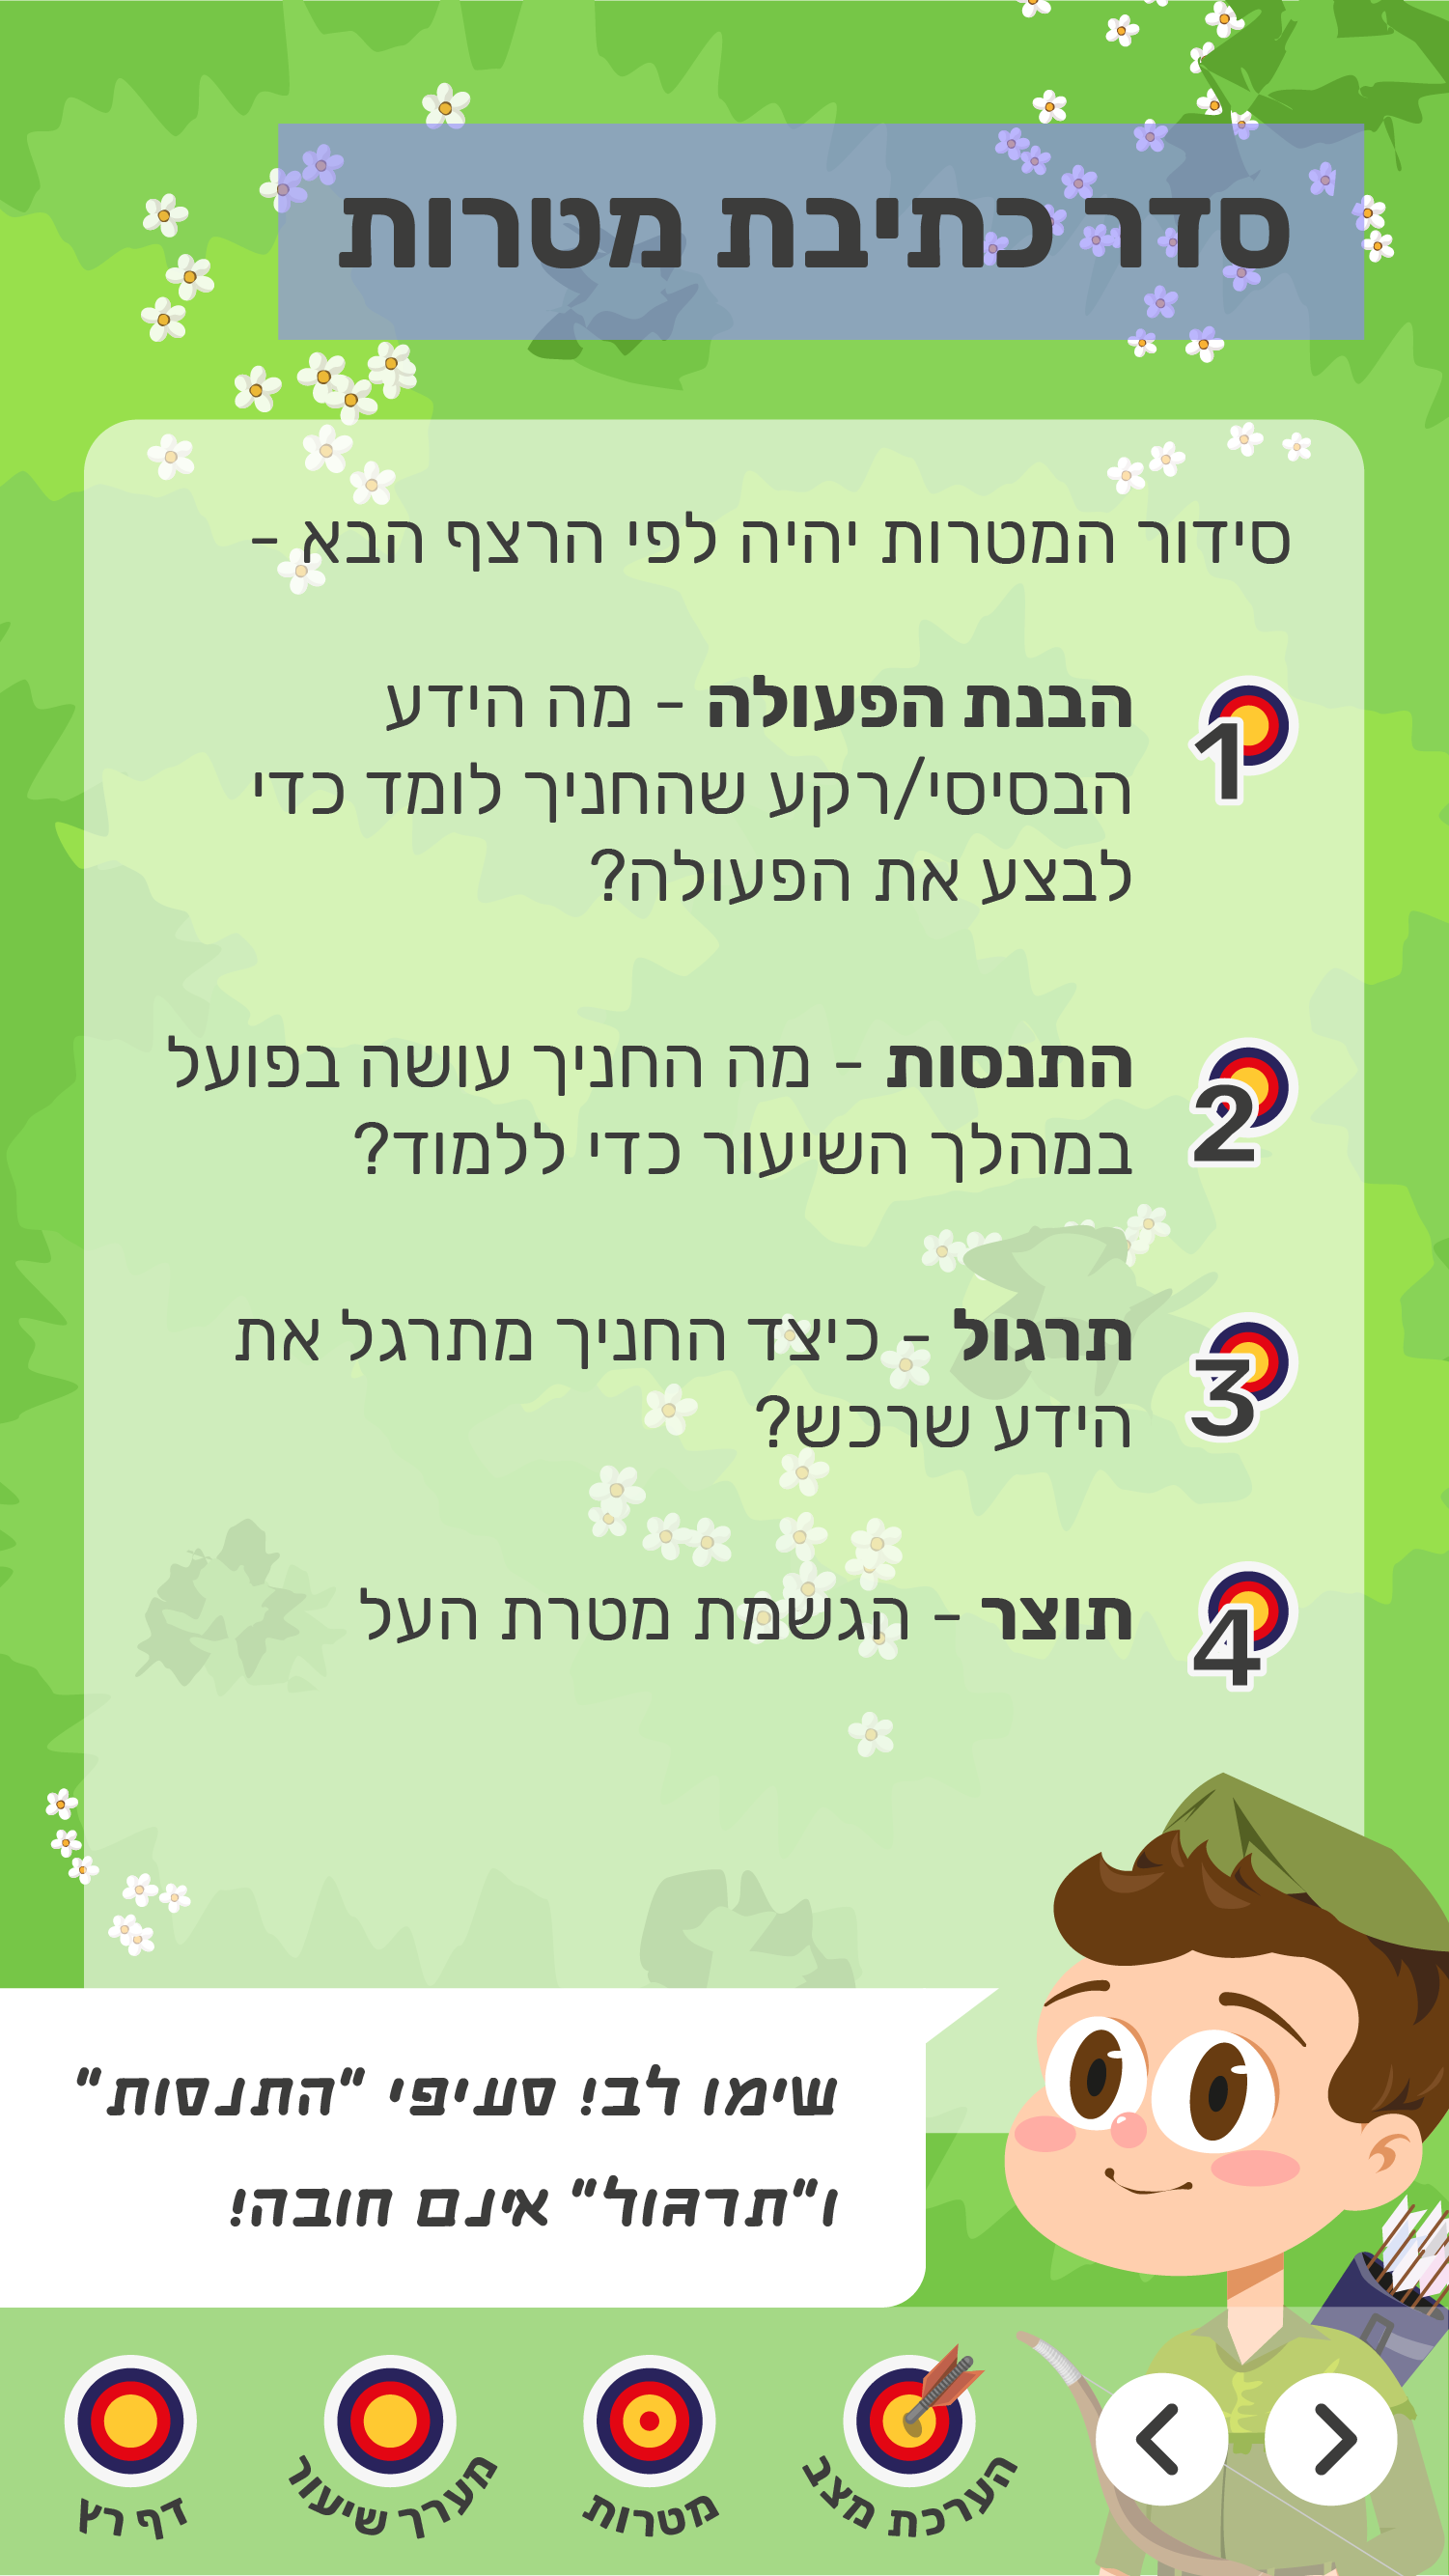 סדר כתיבת מטרות
סידור המטרות יהיה לפי הרצף הבא -
1
הבנת הפעולה - מה הידע
הבסיסי/רקע שהחניך לומד כדי
לבצע את הפעולה?
2
התנסות - מה החניך עושה בפועל
במהלך השיעור כדי ללמוד?
3
תרגול - כיצד החניך מתרגל את
הידע שרכש?
4
תוצר - הגשמת מטרת העל
שימו לב! סעיפי "התנסות"
ו"תרגול" אינם חובה!
הערכת מצב
מטרות
מערך שיעור
דף רץ